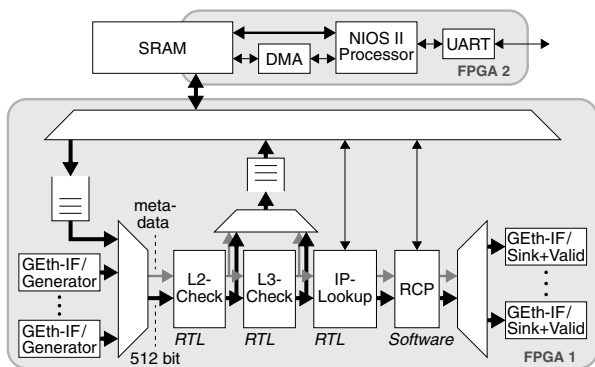 SRAM
NIOS II
Processor
DMA
UART
FPGA 2
meta-
data
GEth-IF/
Generator
GEth-IF/
Generator
512 bit
L2-
Check
RTL
L3-
Check
RTL
IP-
Lookup
RTL
RCP
Software
GEth-IF/
Sink+Valid
GEth-IF/
Sink+Valid
FPGA 1